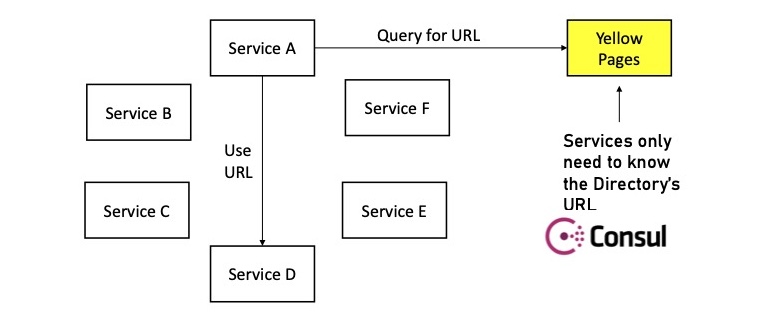 Service A
Query for URL
Yellow
Pages
Service B
Service F
Use
URL
Services only
need to know
the Directory's
URL
Service C
Service E
Consul
Service D